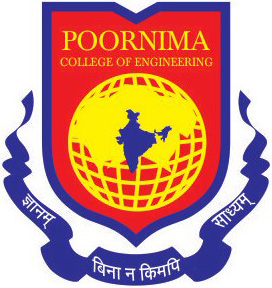 POORNIMA
COLLEGE OF ENGINEERING
ज्ञानम्
बिना न किमपि
साध्यम्